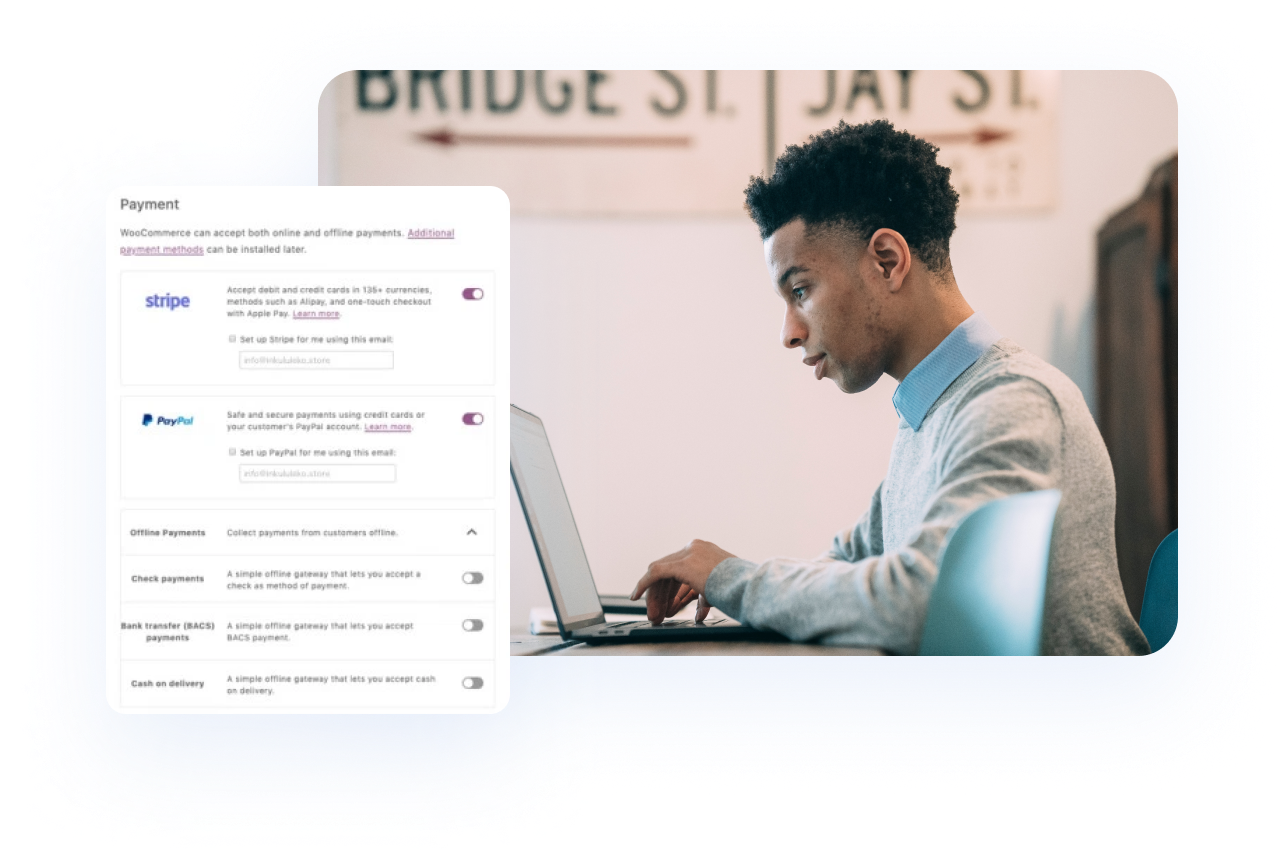 BRIDGE ST. JAY ST.
Payment
WooCommerce can accept both online and offline payments. Additional
payment methods can be installed later.
stripe
Accept debit and credit cards in 135+ currencies,
methods such as Alipay, and one-touch checkout
with Apple Pay. Learn more.
Set up Stripe for me using this email:
PayPal
Safe and secure payments using credit cards or
your customer's PayPal account. Learn more.
Set up PayPal for me using this email:
Offline Payments
Collect payments from customers offline.
Check payments
A simple offline gateway that lets you accept a
check as method of payment.
Bank transfer (BACS)
payments
A simple offline gateway that lets you accept
BACS payment.
Cash on delivery
A simple offline gateway that lets you accept cash
on delivery.